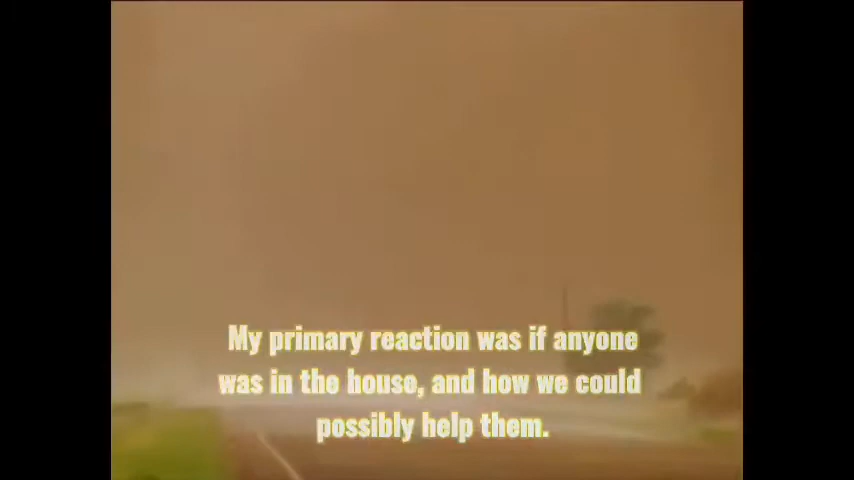 My primary reaction was if anyone
was in the house, and how we could
possibly help them.